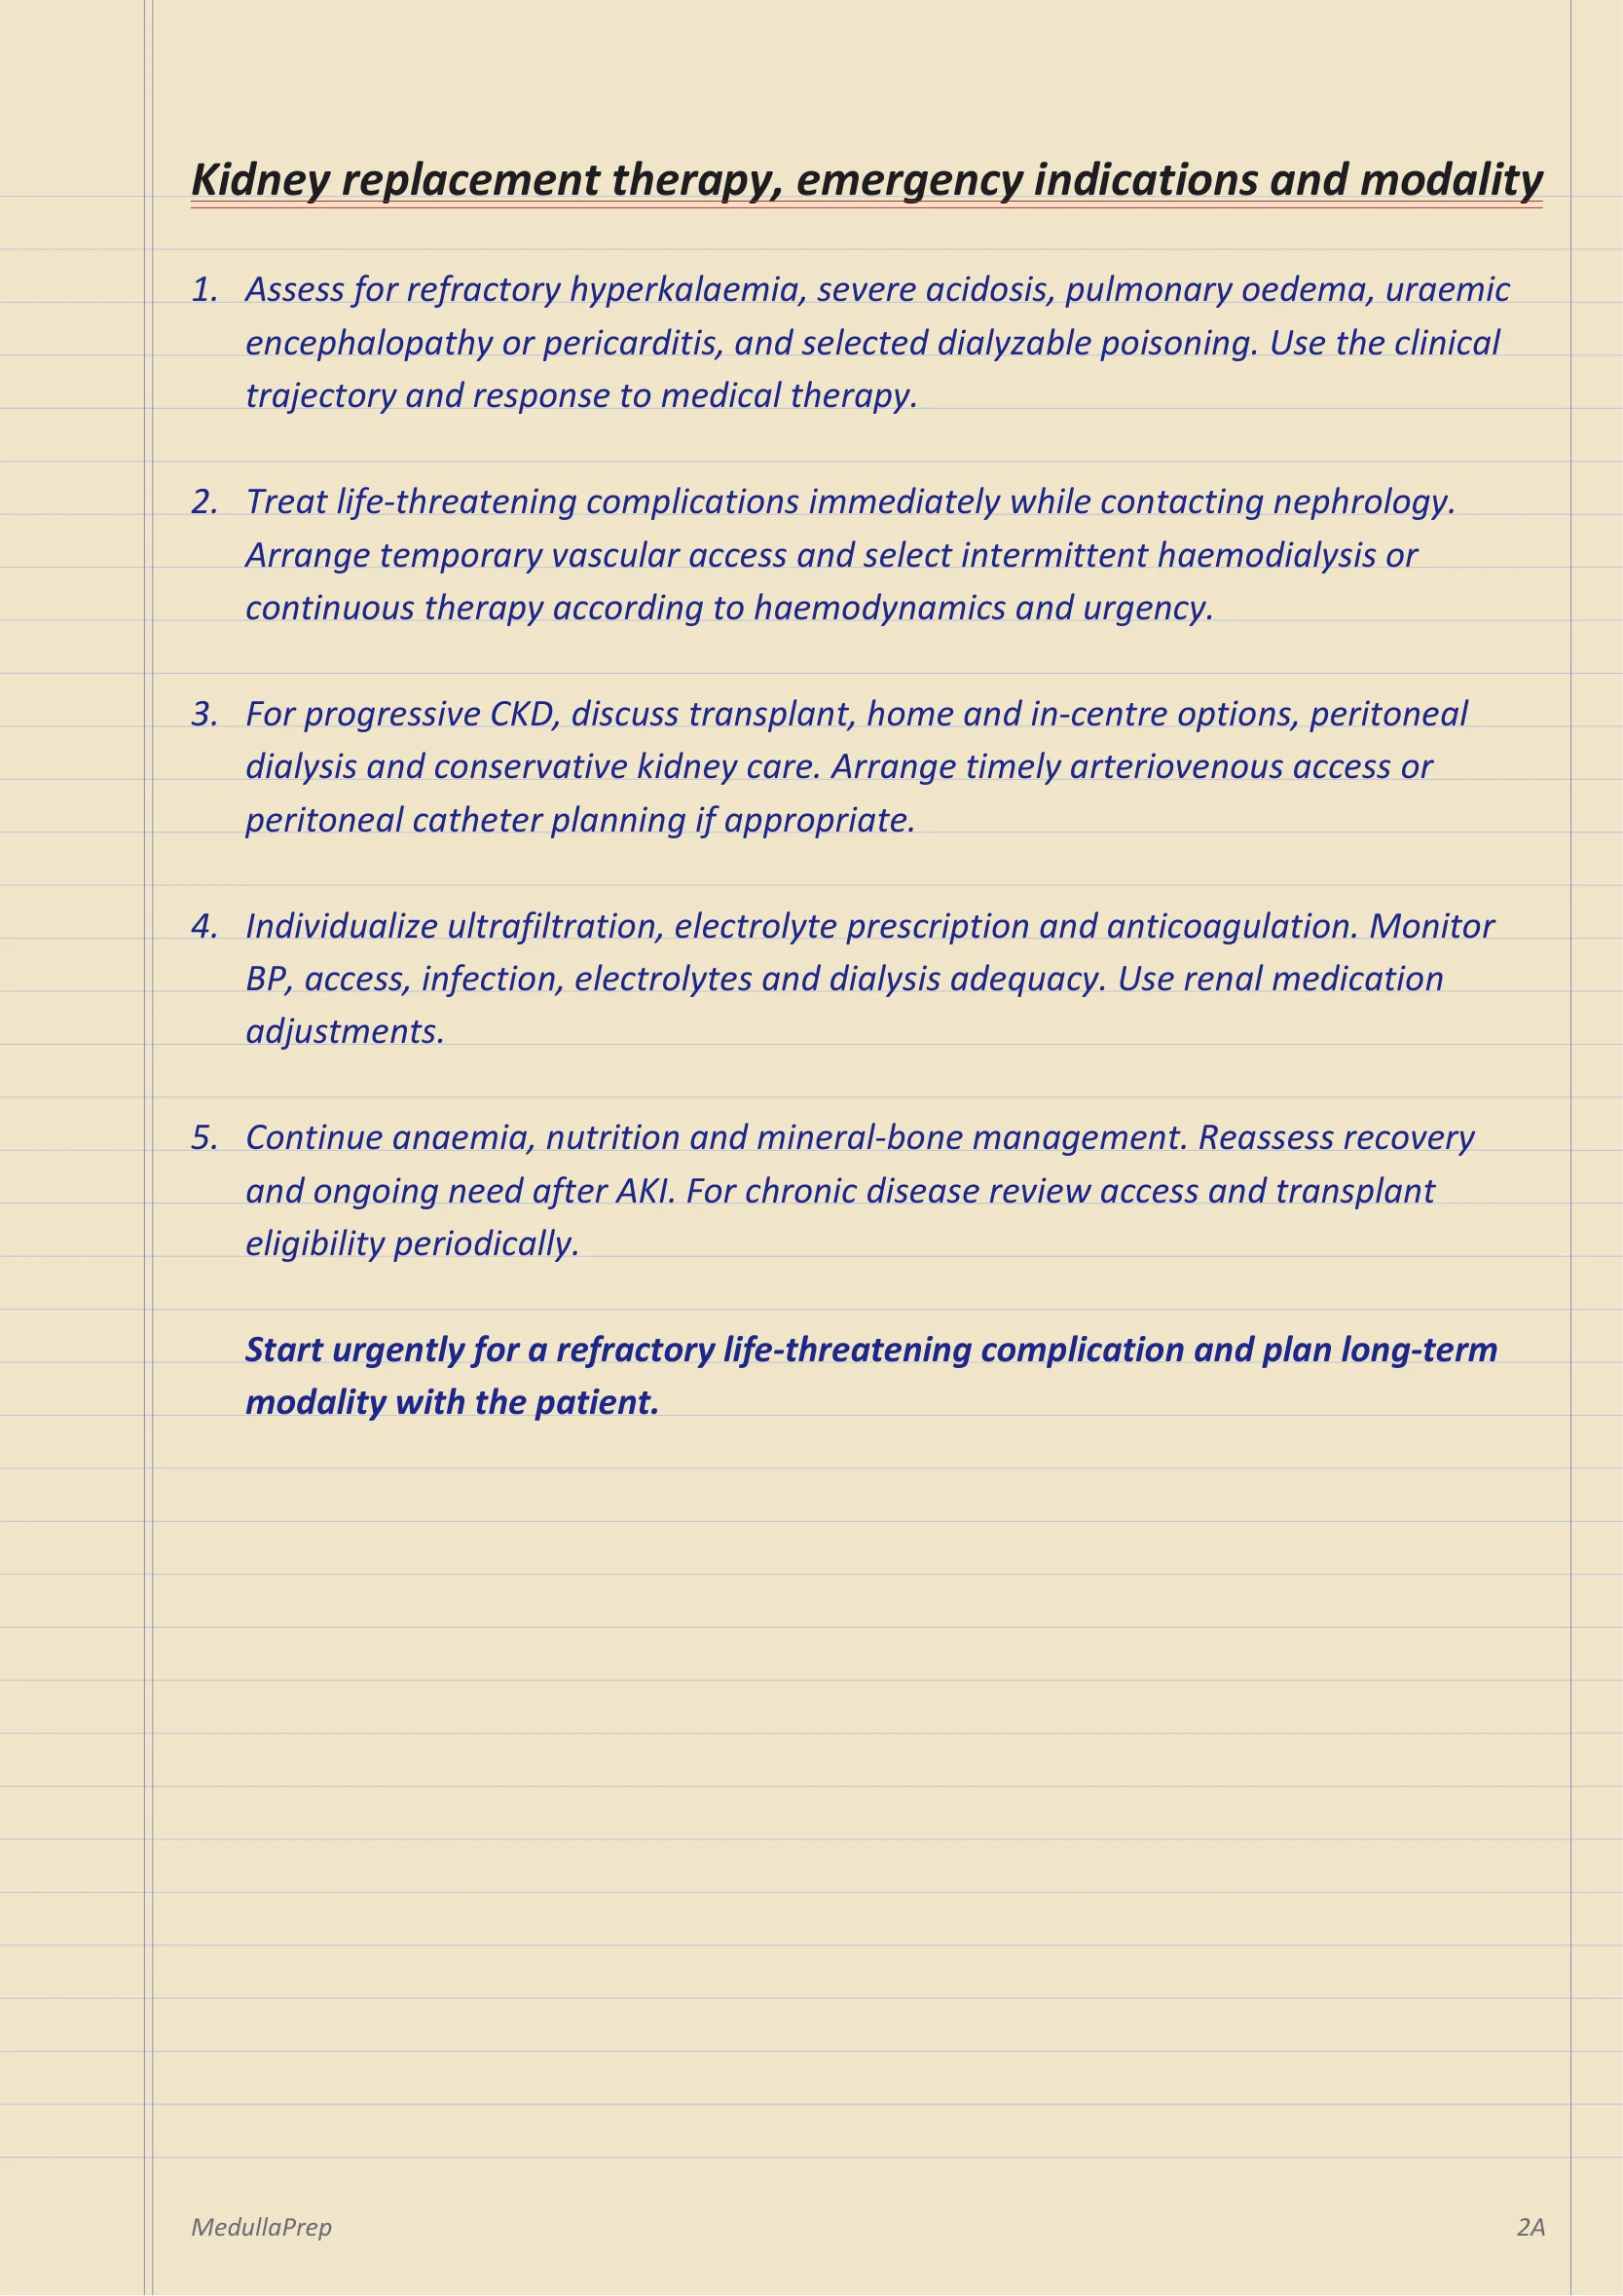 Kidney replacement therapy, emergency indications and modality
1. Assess for refractory hyperkalaemia, severe acidosis, pulmonary oedema, uraemic
encephalopathy or pericarditis, and selected dialyzable poisoning. Use the clinical
trajectory and response to medical therapy.
2. Treat life-threatening complications immediately while contacting nephrology.
Arrange temporary vascular access and select intermittent haemodialysis or
continuous therapy according to haemodynamics and urgency.
3. For progressive CKD, discuss transplant, home and in-centre options, peritoneal
dialysis and conservative kidney care. Arrange timely arteriovenous access or
peritoneal catheter planning if appropriate.
4. Individualize ultrafiltration, electrolyte prescription and anticoagulation. Monitor
BP, access, infection, electrolytes and dialysis adequacy. Use renal medication
adjustments.
5. Continue anaemia, nutrition and mineral-bone management. Reassess recovery
and ongoing need after AKI. For chronic disease review access and transplant
eligibility periodically.
Start urgently for a refractory life-threatening complication and plan long-term
modality with the patient.
MedullaPrep 2A